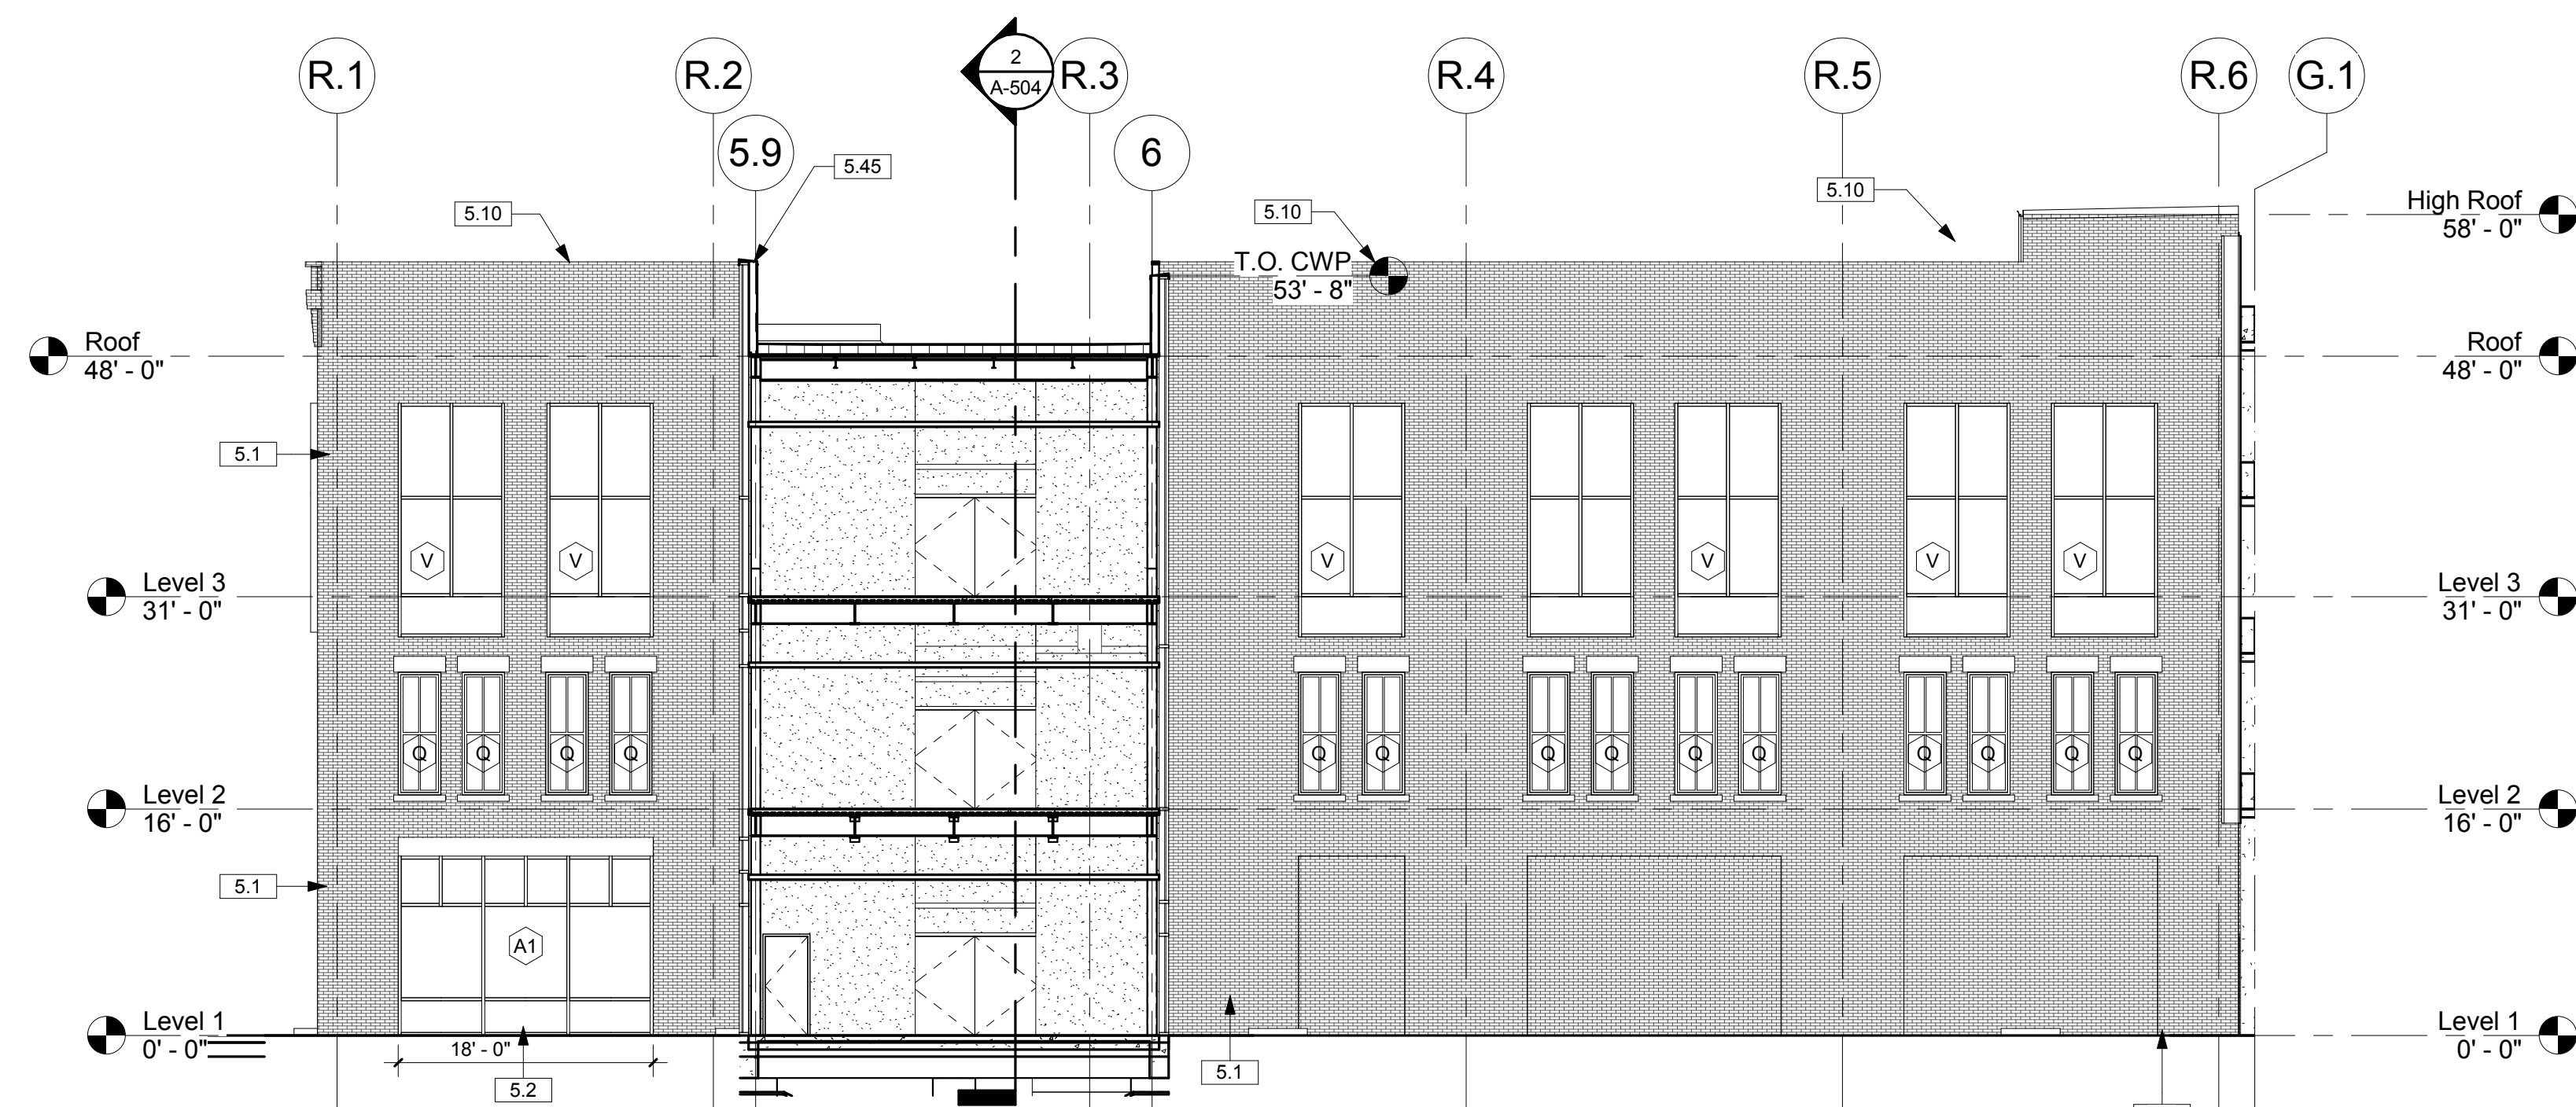 R.1
R.2
2
A-504
R.3
R.4
R.5
R.6
G.1
5.9
6
5.45
5.10
5.10
5.10
High Roof
58' - 0"
T.O. CWP
53' - 8"
Roof
48' - 0"
Roof
48' - 0"
5.1
V
V
V
V
V
V
Level 3
31' - 0"
Level 3
31' - 0"
Q
Q
Q
Q
Q
Q
Q
Q
Q
Q
Q
Q
Q
Q
Level 2
16' - 0"
Level 2
16' - 0"
5.1
A1
Level 1
0' - 0"
Level 1
0' - 0"
18' - 0"
5.2
5.1